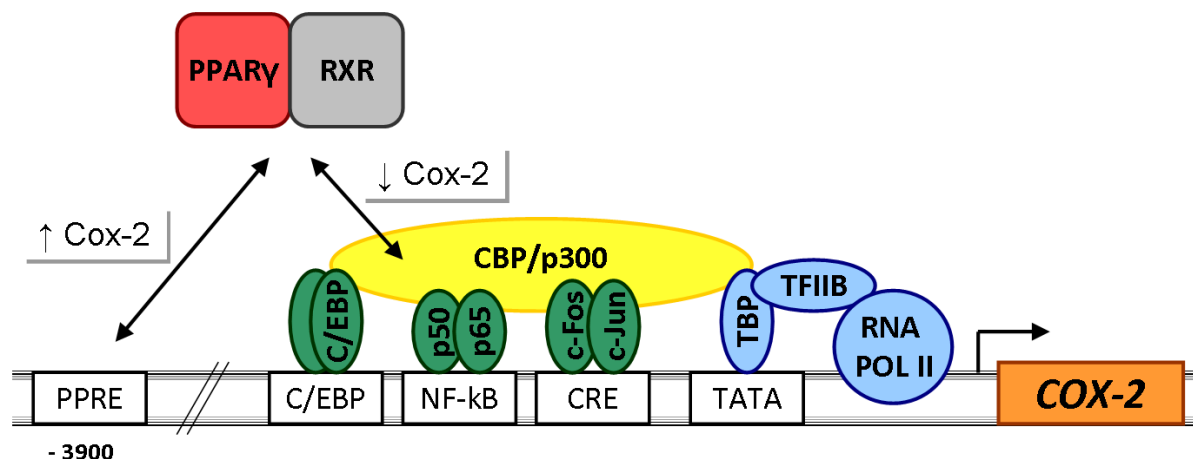 PPARγ
RXR
↓ Cox-2
↑ Cox-2
CBP/p300
C/EBP
p50
p65
c-Fos
c-Jun
TBP
TFIIB
RNA
POL II
PPRE
C/EBP
NF-kB
CRE
TATA
COX-2
- 3900